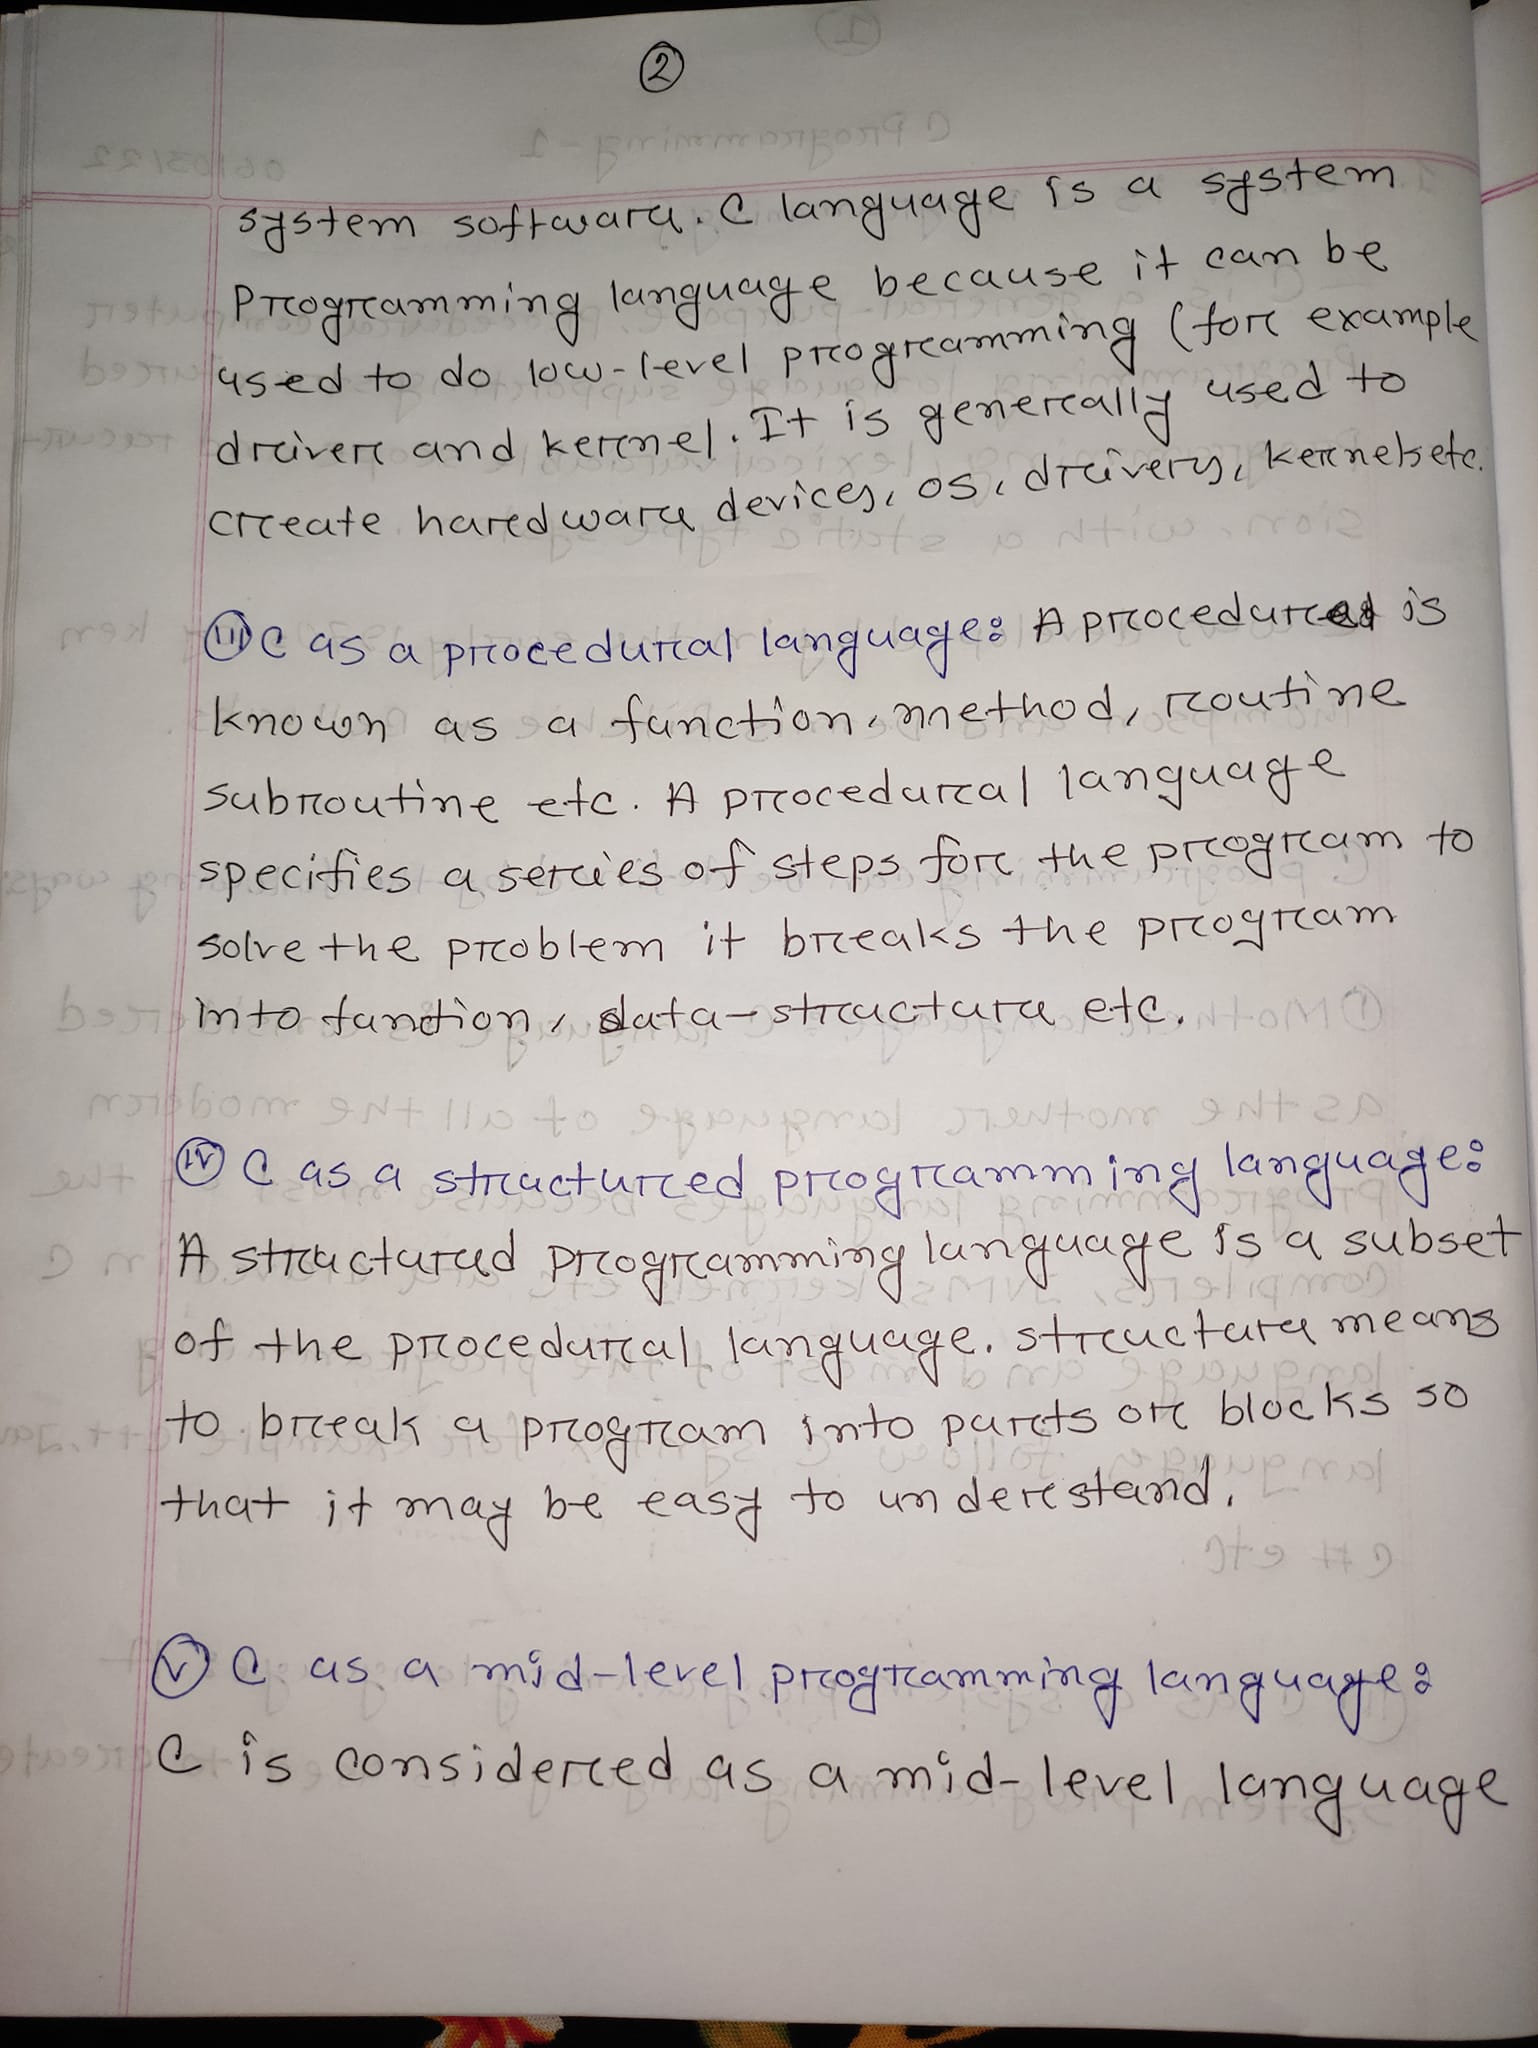 2
system software. C language is a system
Programming language because it can be
used to do low-level programming (for example
driver and kernel. It is generally used to
create hardware devices, os, drivers, kernels etc.
(iii) C as a procedural language: A procedured is
known as a function, method, routine
subroutine etc. A procedural language
specifies a series of steps for the program to
solve the problem it breaks the program
into function, data-structure etc.
(iv) C as a structured programming language:
A structured programming language is a subset
of the procedural language. structure means
to break a program into parts or blocks so
that it may be easy to understand.
(v) C as a mid-level programming language:
C is considered as a mid-level language